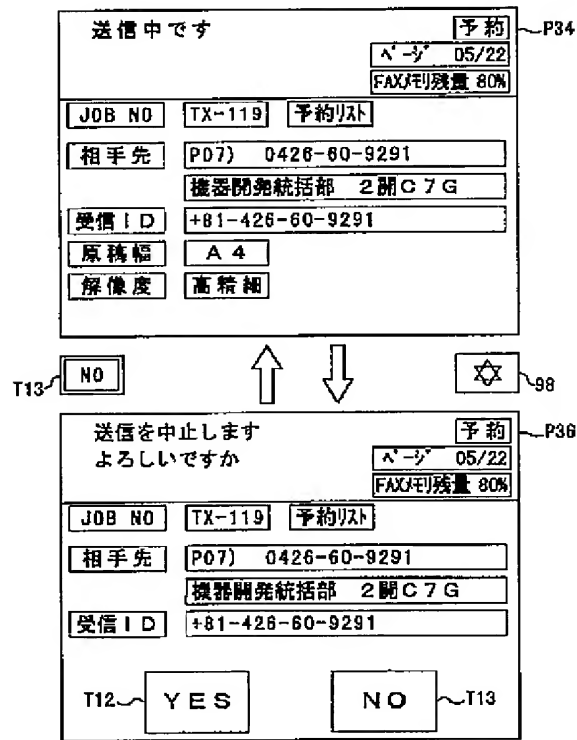 送信中です
予約
P34
ページ 05/22
FAXメモリ残量 80%
JOB NO TX-119 予約リスト
相手先 P07) 0426-60-9291
機器開発統括部 2開C7G
受信ID +81-426-60-9291
原稿幅 A4
解像度 高精細
T13 NO
98
送信を中止します
よろしいですか
予約
P36
ページ 05/22
FAXメモリ残量 80%
JOB NO TX-119 予約リスト
相手先 P07) 0426-60-9291
機器開発統括部 2開C7G
受信ID +81-426-60-9291
T12 YES NO T13